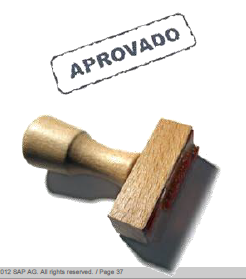 APROVADO
012 SAP AG. All rights reserved. / Page 37